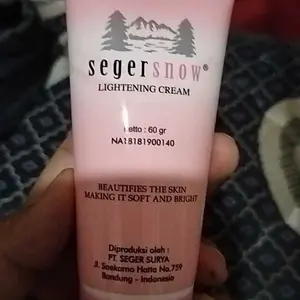 segersnow®
LIGHTENING CREAM
Netto : 60 gr
NA18181900140
BEAUTIFIES THE SKIN
MAKING IT SOFT AND BRIGHT
Diproduksi oleh :
PT. SEGER SURYA
Jl. Soekarno Hatta No.759
Bandung - Indonesia